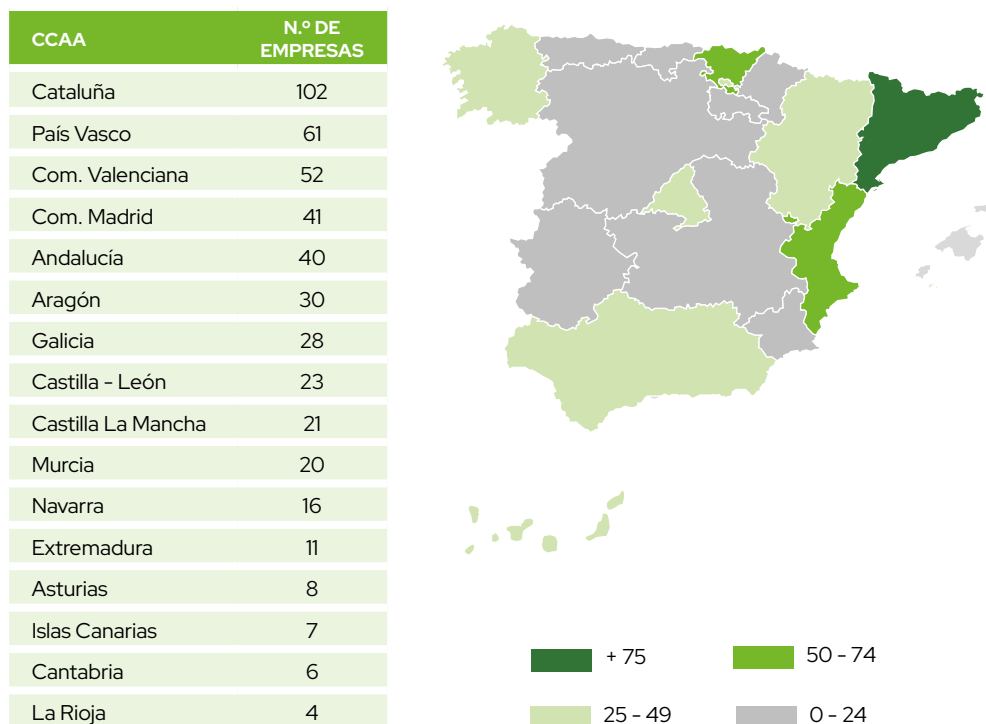 CCAA N.º DE EMPRESAS
Cataluña 102
País Vasco 61
Com. Valenciana 52
Com. Madrid 41
Andalucía 40
Aragón 30
Galicia 28
Castilla - León 23
Castilla La Mancha 21
Murcia 20
Navarra 16
Extremadura 11
Asturias 8
Islas Canarias 7
Cantabria 6
La Rioja 4
+ 75
50 - 74
25 - 49
0 - 24